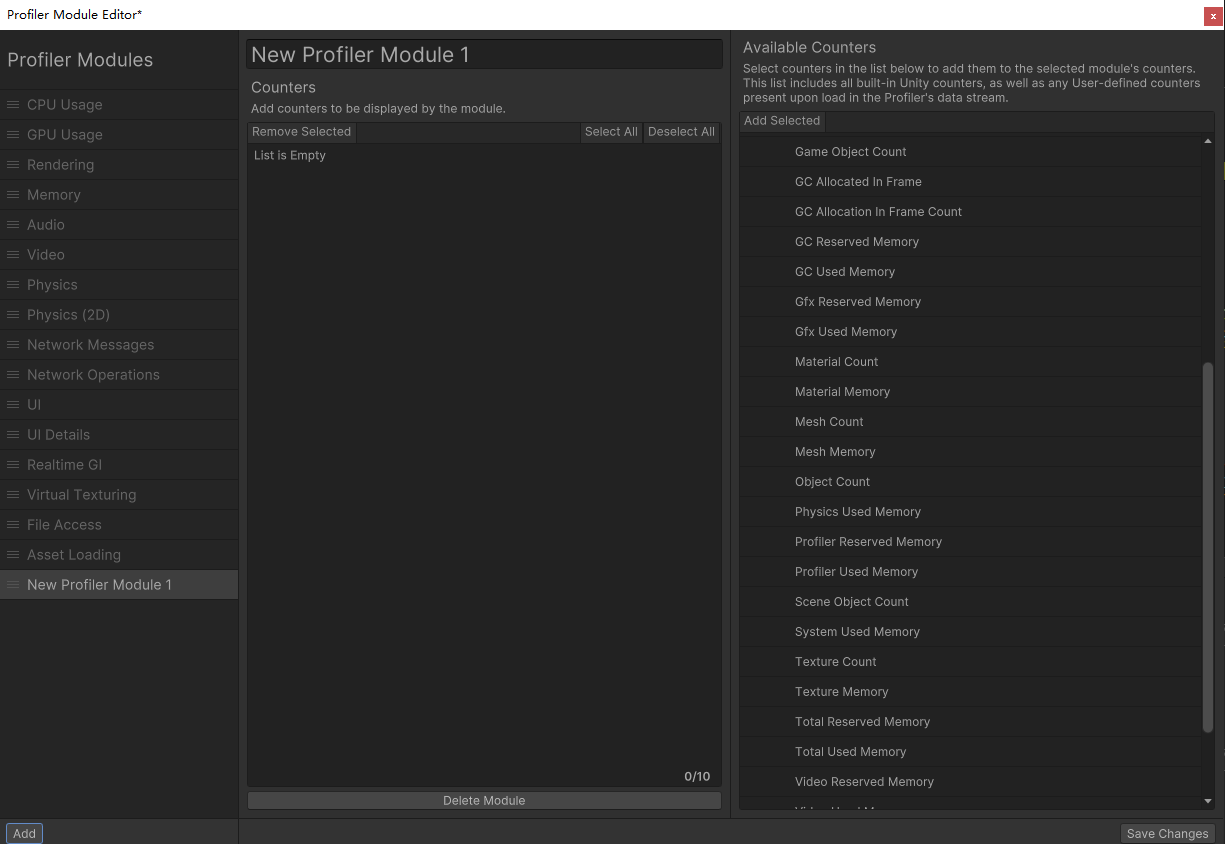 Profiler Module Editor*
x
Profiler Modules
CPU Usage
GPU Usage
Rendering
Memory
Audio
Video
Physics
Physics (2D)
Network Messages
Network Operations
UI
UI Details
Realtime GI
Virtual Texturing
File Access
Asset Loading
New Profiler Module 1
Add
New Profiler Module 1
Counters
Add counters to be displayed by the module.
Remove Selected
Select All
Deselect All
List is Empty
0/10
Delete Module
Available Counters
Select counters in the list below to add them to the selected module's counters.
This list includes all built-in Unity counters, as well as any User-defined counters
present upon load in the Profiler's data stream.
Add Selected
Game Object Count
GC Allocated In Frame
GC Allocation In Frame Count
GC Reserved Memory
GC Used Memory
Gfx Reserved Memory
Gfx Used Memory
Material Count
Material Memory
Mesh Count
Mesh Memory
Object Count
Physics Used Memory
Profiler Reserved Memory
Profiler Used Memory
Scene Object Count
System Used Memory
Texture Count
Texture Memory
Total Reserved Memory
Total Used Memory
Video Reserved Memory
Save Changes